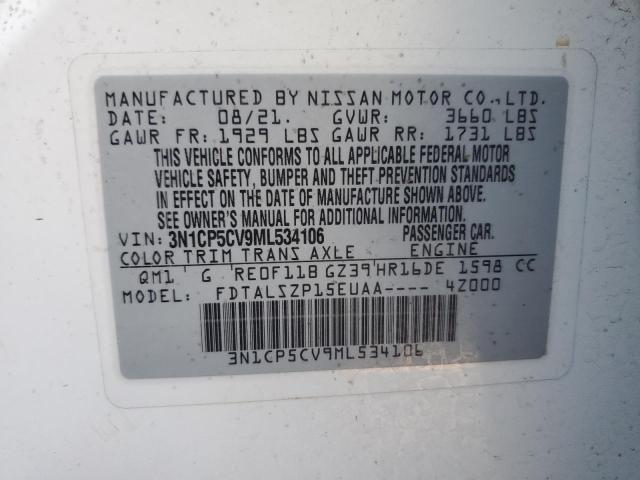 MANUFACTURED BY NISSAN MOTOR CO., LTD.
DATE: 08/21. GVWR: 3660 LBS
GAWR FR: 1929 LBS GAWR RR: 1731 LBS
THIS VEHICLE CONFORMS TO ALL APPLICABLE FEDERAL MOTOR
VEHICLE SAFETY, BUMPER AND THEFT PREVENTION STANDARDS
IN EFFECT ON THE DATE OF MANUFACTURE SHOWN ABOVE.
SEE OWNER'S MANUAL FOR ADDITIONAL INFORMATION.
VIN: 3N1CP5CV9ML534106 PASSENGER CAR.
COLOR TRIM TRANS AXLE ENGINE
QM1 G RE0F11B GZ39 HR16DE 1598 CC
MODEL: FDTALSZP15EUAA---- 4Z000
3N1CP5CV9ML534106